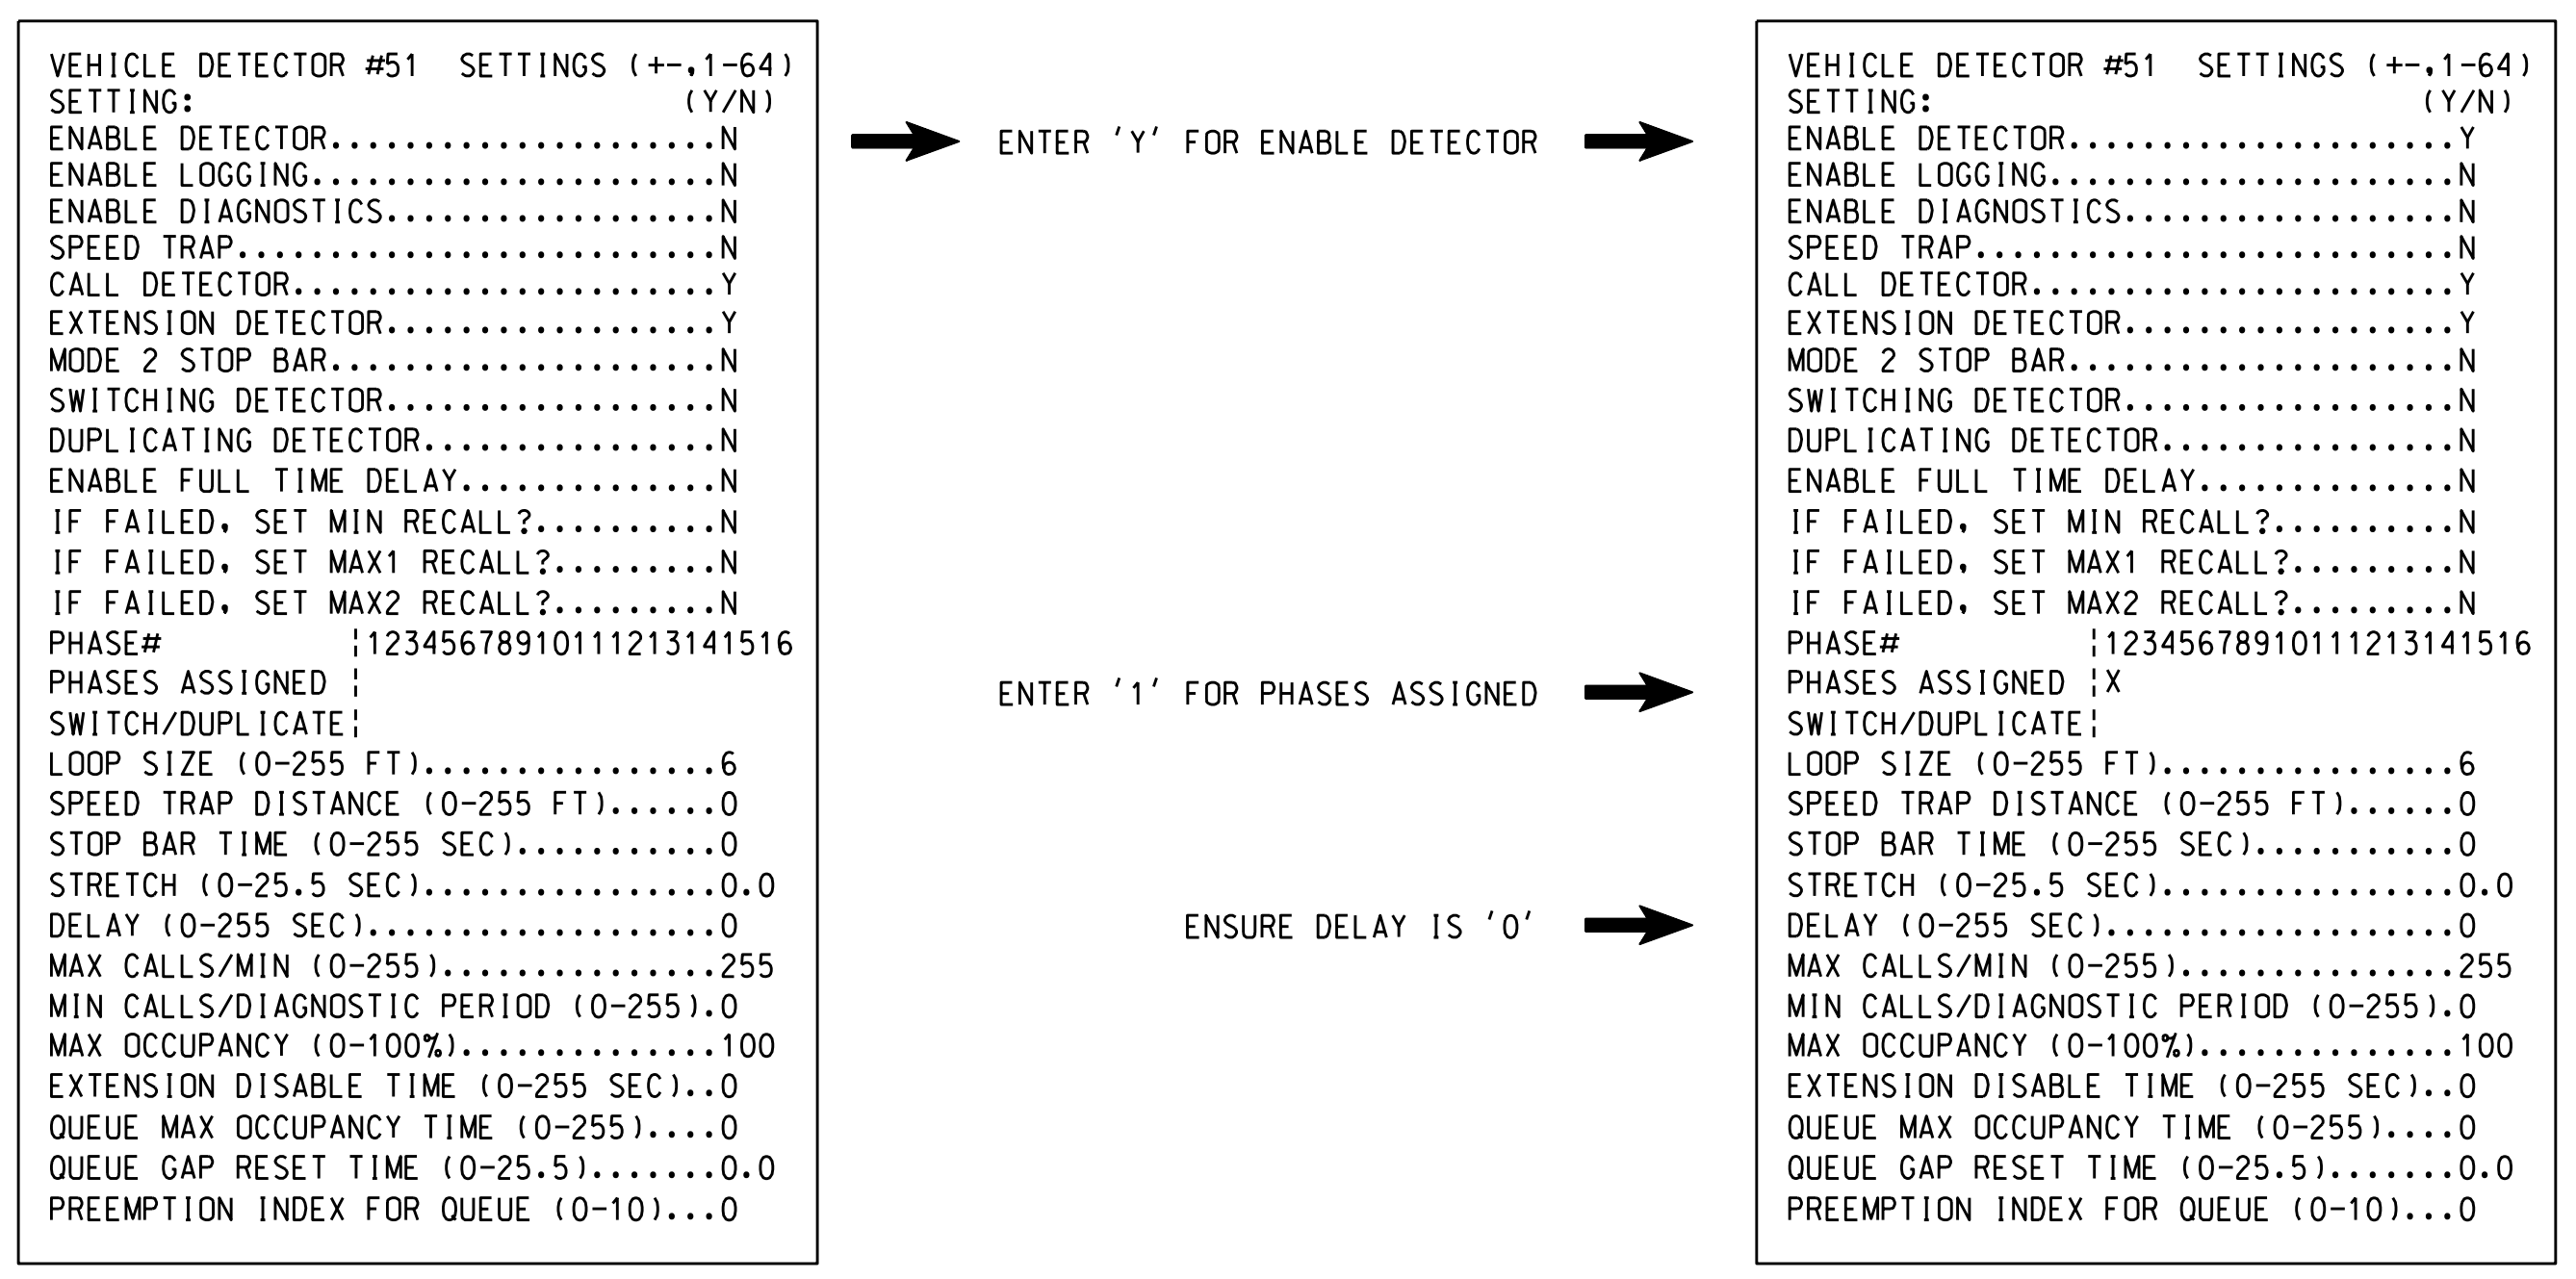 VEHICLE DETECTOR #51  SETTINGS (+-,1-64)
SETTING:                          (Y/N)
ENABLE DETECTOR.....................N
ENABLE LOGGING......................N
ENABLE DIAGNOSTICS..................N
SPEED TRAP..........................N
CALL DETECTOR.......................Y
EXTENSION DETECTOR..................Y
MODE 2 STOP BAR.....................N
SWITCHING DETECTOR..................N
DUPLICATING DETECTOR................N
ENABLE FULL TIME DELAY..............N
IF FAILED, SET MIN RECALL?..........N
IF FAILED, SET MAX1 RECALL?.........N
IF FAILED, SET MAX2 RECALL?.........N
PHASE#          ¦12345678910111213141516
PHASES ASSIGNED ¦
SWITCH/DUPLICATE¦
LOOP SIZE (0-255 FT)................6
SPEED TRAP DISTANCE (0-255 FT)......0
STOP BAR TIME (0-255 SEC)...........0
STRETCH (0-25.5 SEC)................0.0
DELAY (0-255 SEC)...................0
MAX CALLS/MIN (0-255)...............255
MIN CALLS/DIAGNOSTIC PERIOD (0-255).0
MAX OCCUPANCY (0-100%)..............100
EXTENSION DISABLE TIME (0-255 SEC)..0
QUEUE MAX OCCUPANCY TIME (0-255)....0
QUEUE GAP RESET TIME (0-25.5).......0.0
PREEMPTION INDEX FOR QUEUE (0-10)...0
ENTER 'Y' FOR ENABLE DETECTOR
ENTER '1' FOR PHASES ASSIGNED
ENSURE DELAY IS '0'
VEHICLE DETECTOR #51  SETTINGS (+-,1-64)
SETTING:                          (Y/N)
ENABLE DETECTOR.....................Y
ENABLE LOGGING......................N
ENABLE DIAGNOSTICS..................N
SPEED TRAP..........................N
CALL DETECTOR.......................Y
EXTENSION DETECTOR..................Y
MODE 2 STOP BAR.....................N
SWITCHING DETECTOR..................N
DUPLICATING DETECTOR................N
ENABLE FULL TIME DELAY..............N
IF FAILED, SET MIN RECALL?..........N
IF FAILED, SET MAX1 RECALL?.........N
IF FAILED, SET MAX2 RECALL?.........N
PHASE#          ¦12345678910111213141516
PHASES ASSIGNED ¦X
SWITCH/DUPLICATE¦
LOOP SIZE (0-255 FT)................6
SPEED TRAP DISTANCE (0-255 FT)......0
STOP BAR TIME (0-255 SEC)...........0
STRETCH (0-25.5 SEC)................0.0
DELAY (0-255 SEC)...................0
MAX CALLS/MIN (0-255)...............255
MIN CALLS/DIAGNOSTIC PERIOD (0-255).0
MAX OCCUPANCY (0-100%)..............100
EXTENSION DISABLE TIME (0-255 SEC)..0
QUEUE MAX OCCUPANCY TIME (0-255)....0
QUEUE GAP RESET TIME (0-25.5).......0.0
PREEMPTION INDEX FOR QUEUE (0-10)...0